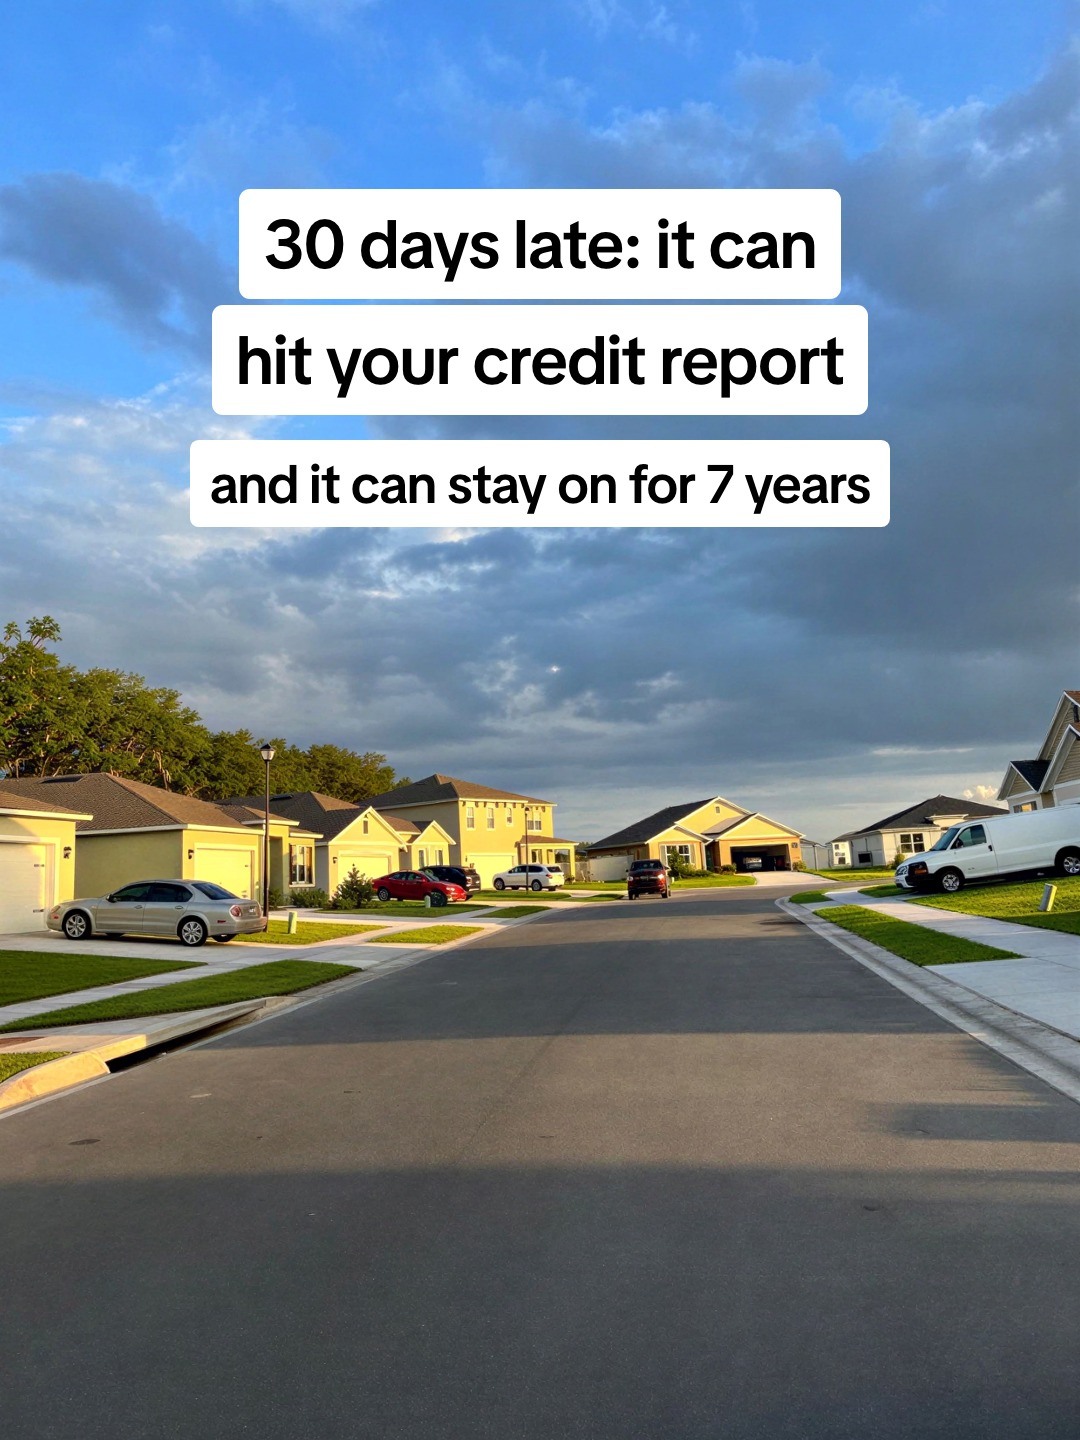 30 days late: it can
hit your credit report
and it can stay on for 7 years